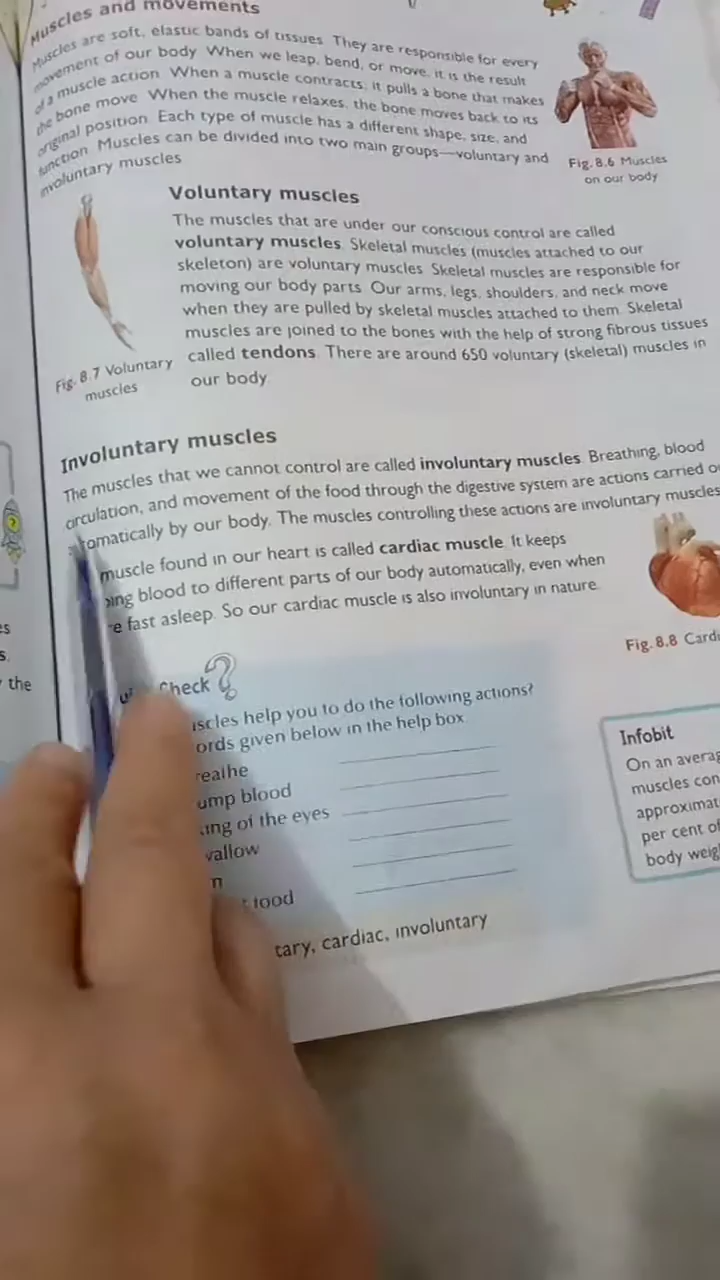 Muscles and movements
Muscles are soft, elastic bands of tissues. They are responsible for every
movement of our body. When we leap, bend, or move, it is the result
of a muscle action. When a muscle contracts, it pulls a bone that makes
the bone move. When the muscle relaxes, the bone moves back to its
original position. Each type of muscle has a different shape, size, and
function. Muscles can be divided into two main groups—voluntary and
involuntary muscles
Fig.8.6 Muscles
on our body
Voluntary muscles
The muscles that are under our conscious control are called
voluntary muscles. Skeletal muscles (muscles attached to our
skeleton) are voluntary muscles. Skeletal muscles are responsible for
moving our body parts. Our arms, legs, shoulders, and neck move
when they are pulled by skeletal muscles attached to them. Skeletal
muscles are joined to the bones with the help of strong fibrous tissues
called tendons. There are around 650 voluntary (skeletal) muscles in
our body.
Fig. 8.7 Voluntary
muscles
Involuntary muscles
The muscles that we cannot control are called involuntary muscles. Breathing, blood
circulation, and movement of the food through the digestive system are actions carried
automatically by our body. The muscles controlling these actions are involuntary muscles
muscle found in our heart is called cardiac muscle. It keeps
blood to different parts of our body automatically, even when
fast asleep. So our cardiac muscle is also involuntary in nature.
Fig.8.8
the
Check
help you to do the following actions?
given below in the help box.
blood
of the eyes
food
cardiac, involuntary
Infobit
On an
muscles
per cent
body